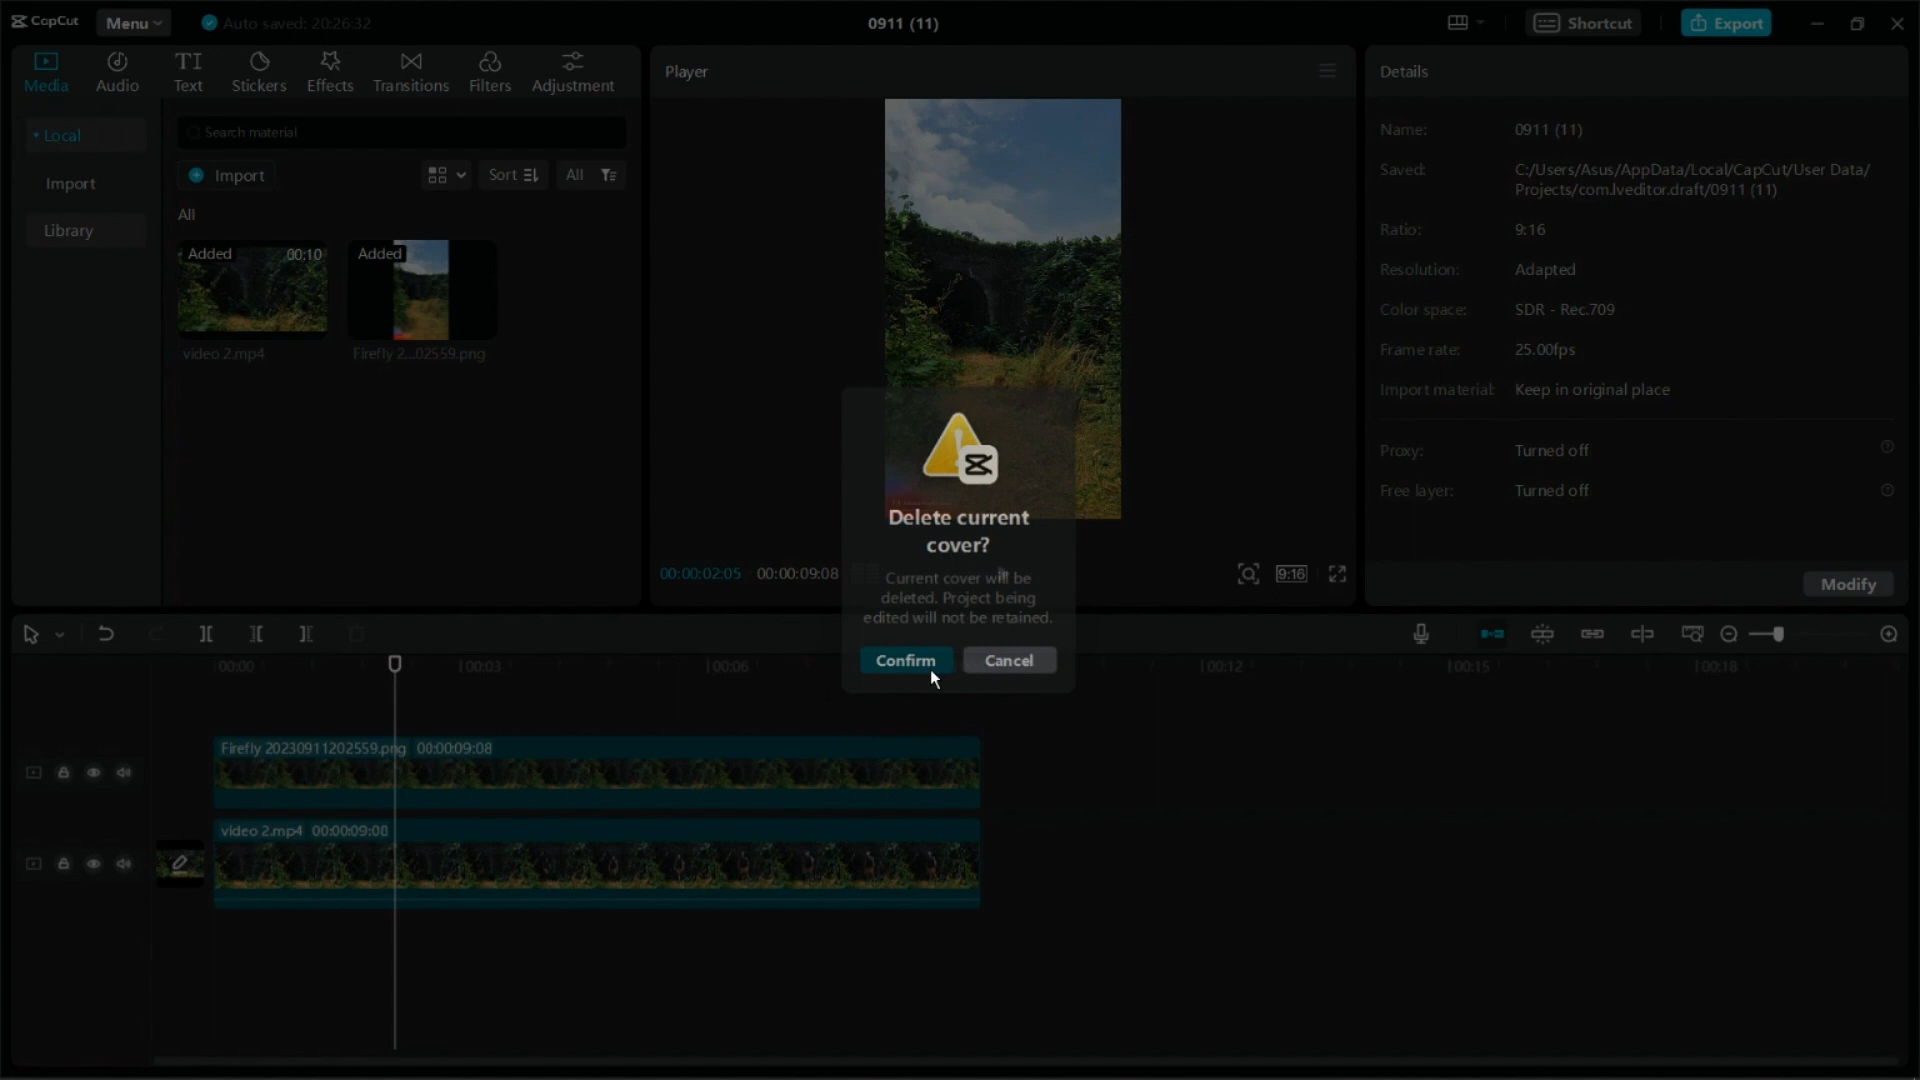 CapCut
Menu
Auto saved: 20:26:32
0911 (11)
Shortcut
Export
Media
Audio
Text
Stickers
Effects
Transitions
Filters
Adjustment
Local
Import
Library
Search material
Import
Sort
All
All
Added
00:10
video 2.mp4
Added
Firefly 2...02559.png
Player
00:00:02:05
00:00:09:08
9:16
Details
Name:
0911 (11)
Saved:
C:/Users/Asus/AppData/Local/CapCut/User Data/
Projects/com.lveditor.draft/0911 (11)
Ratio:
9:16
Resolution:
Adapted
Color space:
SDR - Rec.709
Frame rate:
25.00fps
Import material:
Keep in original place
Proxy:
Turned off
Free layer:
Turned off
Modify
Delete current
cover?
Current cover will be
deleted. Project being
edited will not be retained.
Confirm
Cancel
00:00
00:03
00:06
00:12
00:15
00:18
Firefly 20230911202559.png 00:00:09:08
video 2.mp4 00:00:09:08